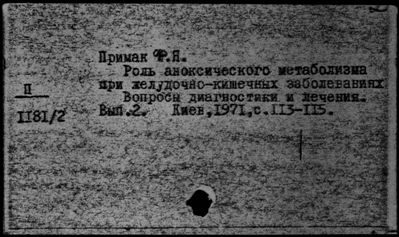 Примак Ф.Я.
Роль аноксического метаболизма
при желудочно-кишечных заболеваниях
Вопросы диагностики и лечения.
Вып.2. Киев,1971,с.113-115.
П
1181/2